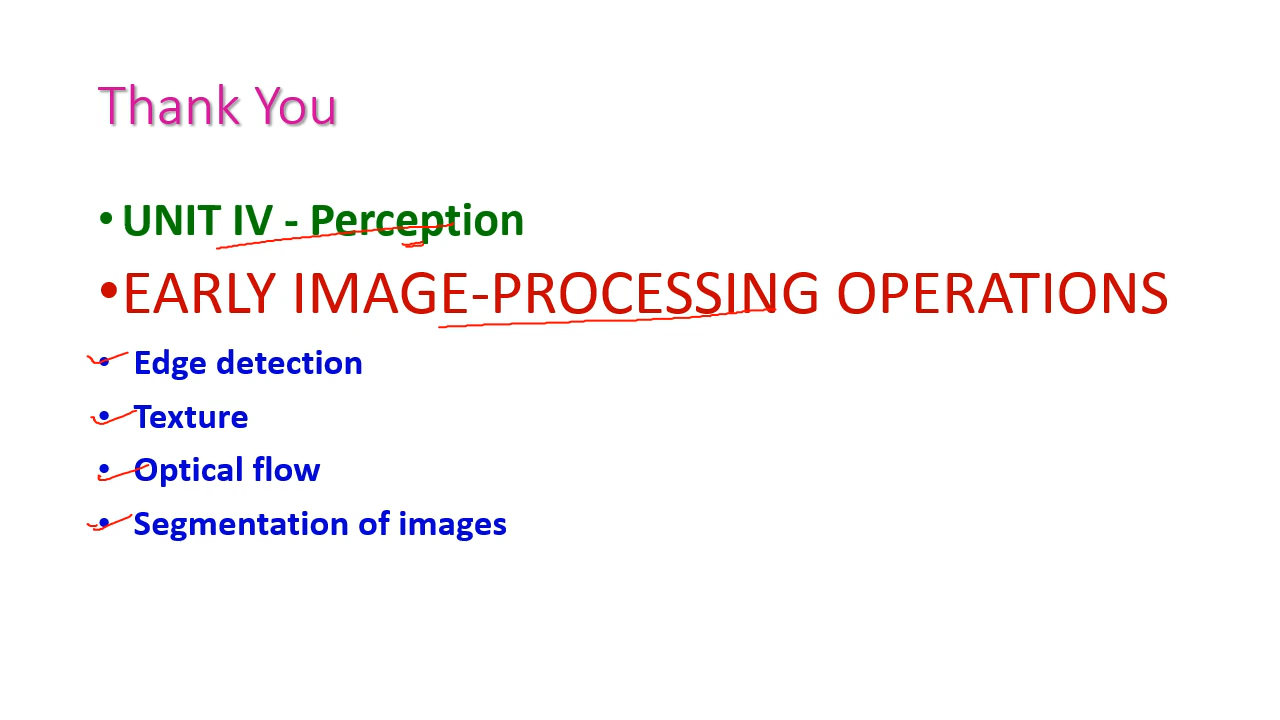 Thank You
• UNIT IV - Perception
• EARLY IMAGE-PROCESSING OPERATIONS
• Edge detection
• Texture
• Optical flow
• Segmentation of images